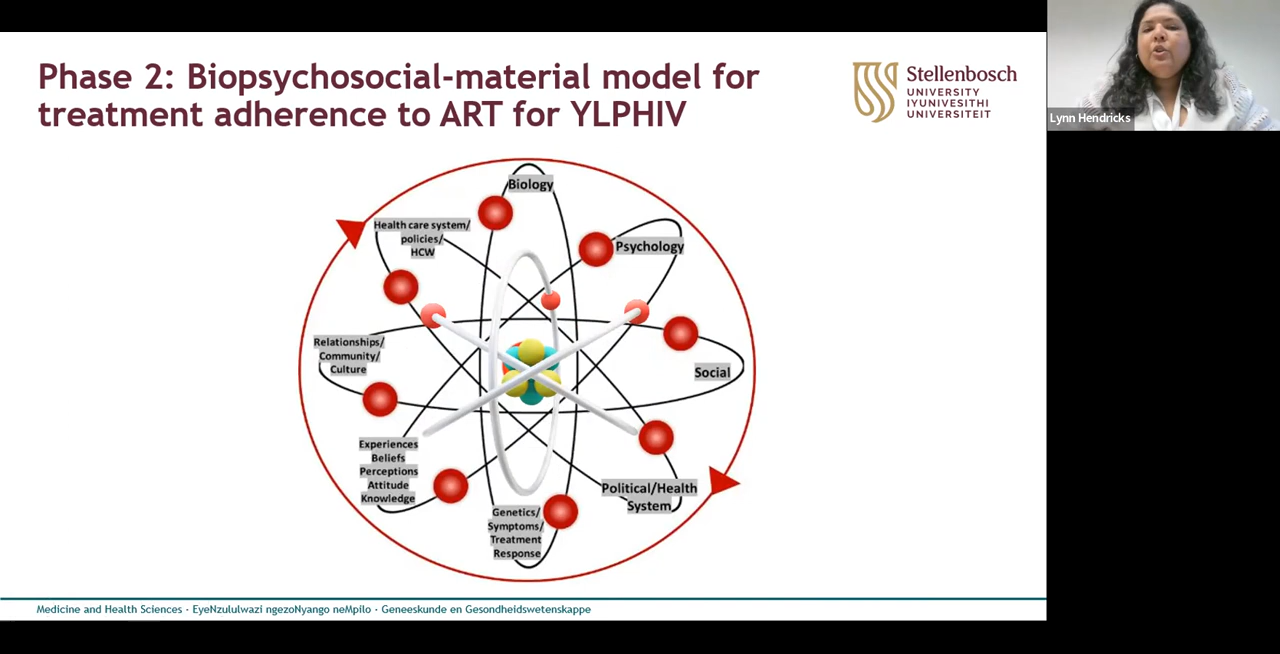 Phase 2: Biopsychosocial-material model for
treatment adherence to ART for YLPHIV
Stellenbosch
UNIVERSITY
IYUNIVESITHI
UNIVERSITEIT
Lynn Hendricks
Biology
Health care system/
policies/
HCW
Psychology
Relationships/
Community/
Culture
Social
Experiences
Beliefs
Perceptions
Attitude
Knowledge
Political/Health
System
Genetics/
Symptoms/
Treatment
Response
Medicine and Health Sciences · EyeNzululwazi ngezoNyango neMpilo · Geneeskunde en Gesondheidswetenskappe